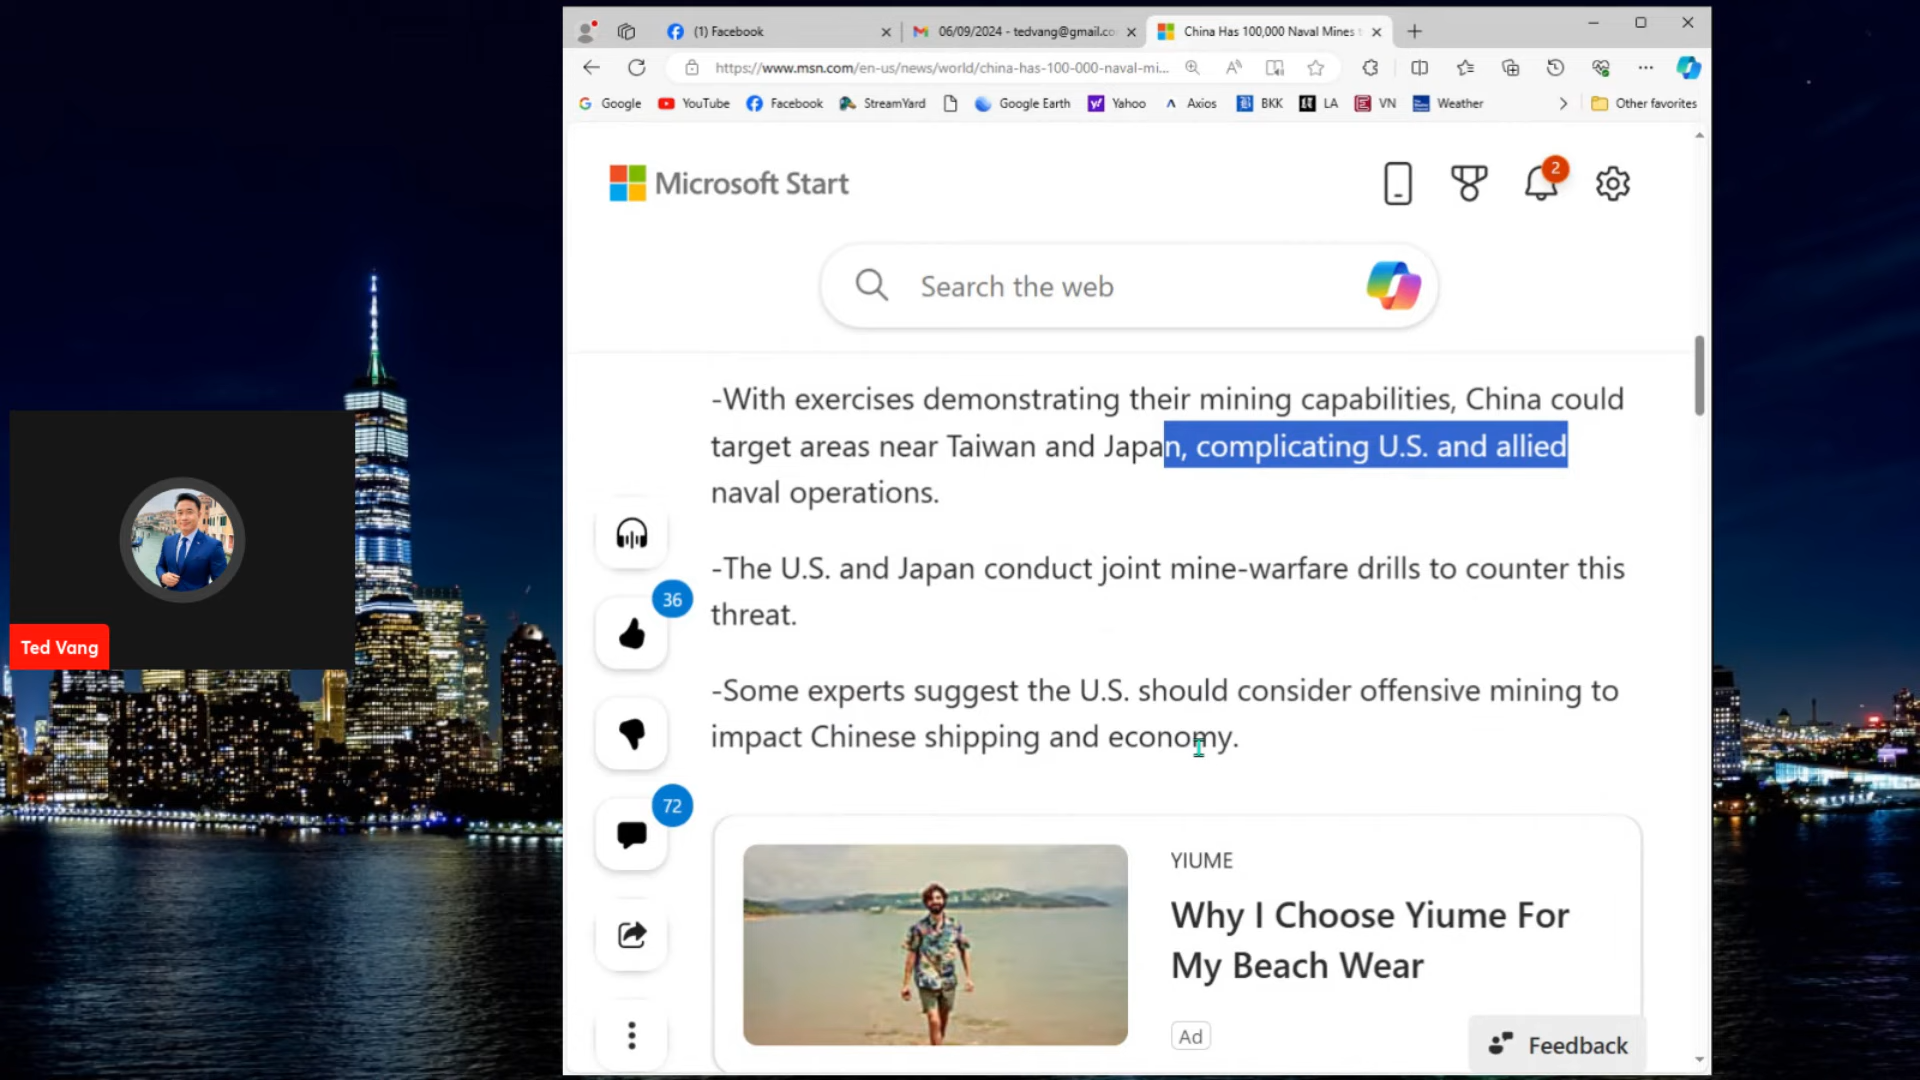 (1) Facebook
06/09/2024 - tedvang@gmail.co
China Has 100,000 Naval Mines
https://www.msn.com/en-us/news/world/china-has-100-000-naval-mi...
Google
YouTube
Facebook
StreamYard
Google Earth
Yahoo
Axios
BKK
LA
VN
Weather
Other favorites
Microsoft Start
2
Search the web
-With exercises demonstrating their mining capabilities, China could
target areas near Taiwan and Japan, complicating U.S. and allied
naval operations.
-The U.S. and Japan conduct joint mine-warfare drills to counter this
threat.
36
Ted Vang
-Some experts suggest the U.S. should consider offensive mining to
impact Chinese shipping and economy.
72
YIUME
Why I Choose Yiume For
My Beach Wear
Ad
Feedback